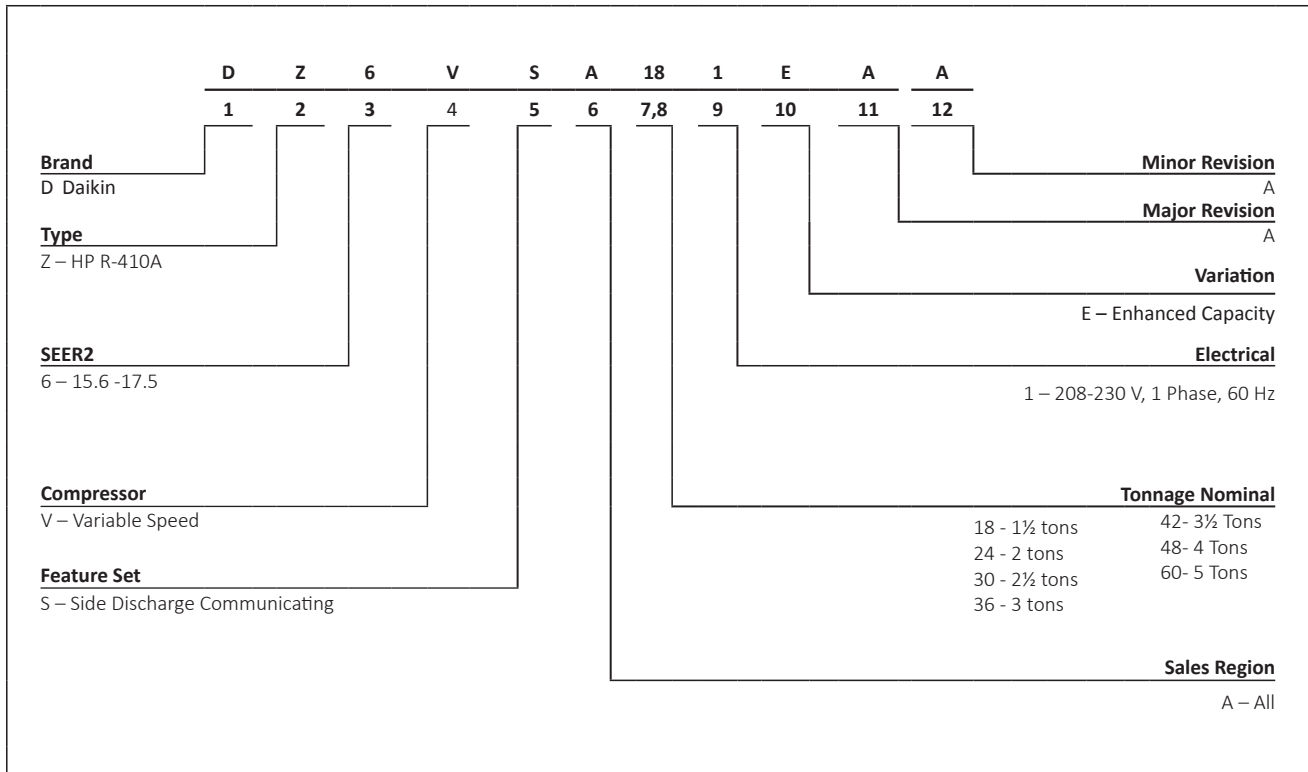 D Z 6 V S A 18 1 E A A
1 2 3 4 5 6 7,8 9 10 11 12
Brand
D Daikin
Type
Z – HP R-410A
SEER2
6 – 15.6 -17.5
Compressor
V – Variable Speed
Feature Set
S – Side Discharge Communicating
Minor Revision
A
Major Revision
A
Variation
E – Enhanced Capacity
Electrical
1 – 208-230 V, 1 Phase, 60 Hz
Tonnage Nominal
18 - 1½ tons
24 - 2 tons
30 - 2½ tons
36 - 3 tons
42- 3½ Tons
48- 4 Tons
60- 5 Tons
Sales Region
A – All